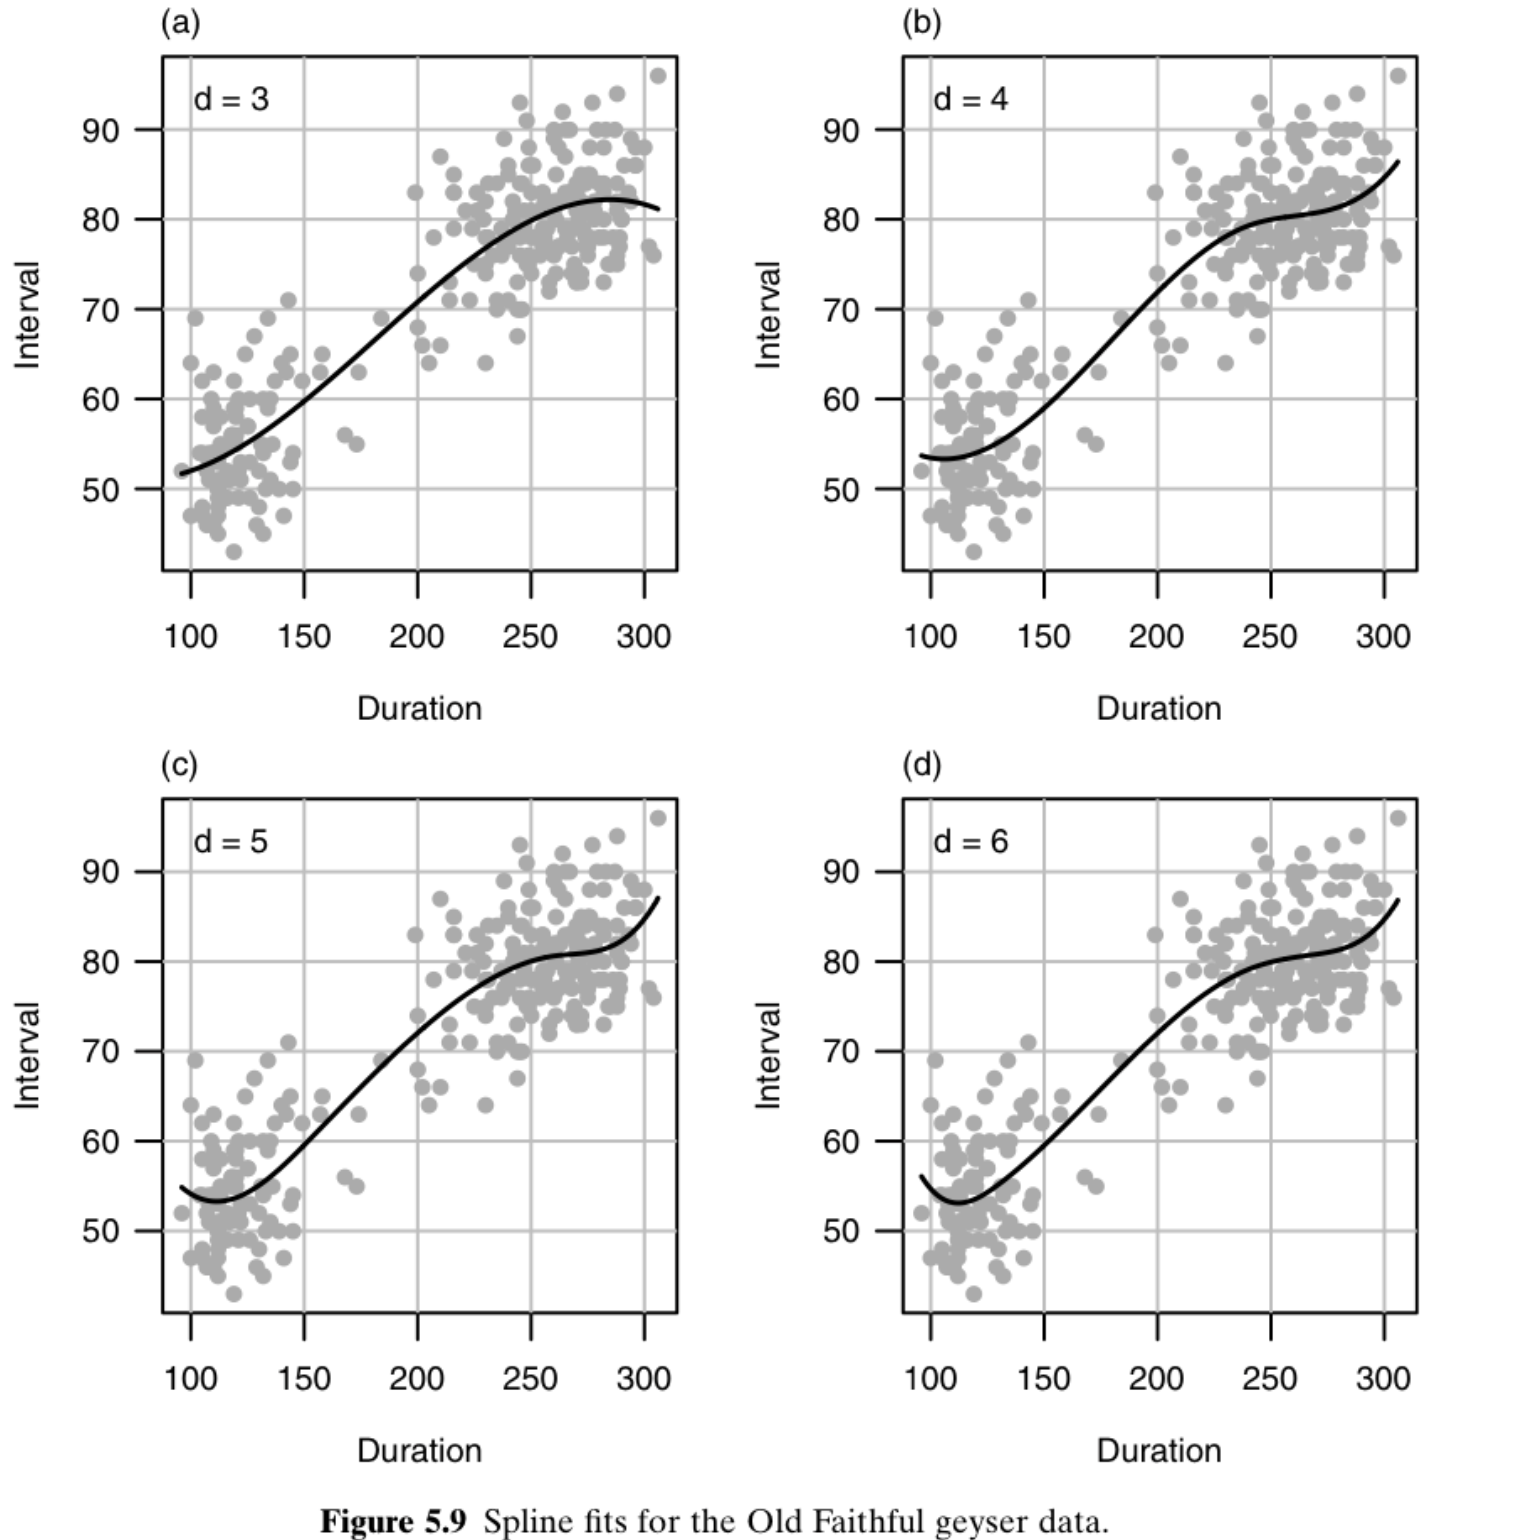 (a)
(b)
d = 3
d = 4
90
80
70
60
50
90
80
70
60
50
Interval
Interval
100 150 200 250 300
100 150 200 250 300
Duration
Duration
(c)
(d)
d = 5
d = 6
90
80
70
60
50
90
80
70
60
50
Interval
Interval
100 150 200 250 300
100 150 200 250 300
Duration
Duration
Figure 5.9 Spline fits for the Old Faithful geyser data.